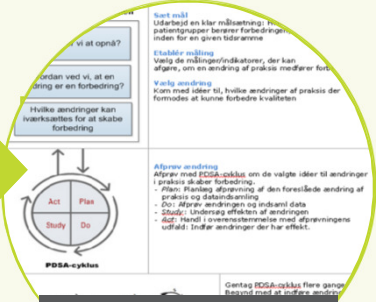 vi at opnå?
ordan ved vi, at en
dring er en forbedring?
Hvilke ændringer kan
iværksættes for at skabe
forbedring
Sæt mål
Udarbejd en klar målsætning:
patientgrupper berører forbedringen
inden for en given tidsramme
Etablér måling
Vælg de målinger/indikatorer, der kan
afgøre, om en ændring af praksis medfører
Vælg ændring
Kom med idéer til, hvilke ændringer af praksis der
formodes at kunne forbedre kvaliteten
Act Plan
Study Do
PDSA-cyklus
Afprøv ændring
Afprøv med PDSA-cyklus om de valgte idéer til ændringer
i praksis skaber forbedring.
- Plan: Planlæg afprøvning af den foreslåede ændring af
praksis og dataindsamling
- Do: Afprøv ændringen og indsaml data
- Study: Undersøg effekten af ændringen
- Act: Handl i overensstemmelse med afprøvningens
udfald: Indfør ændringer der har effekt.
Gentag PDSA-cyklus flere gange
Begynd med at indføre ændring